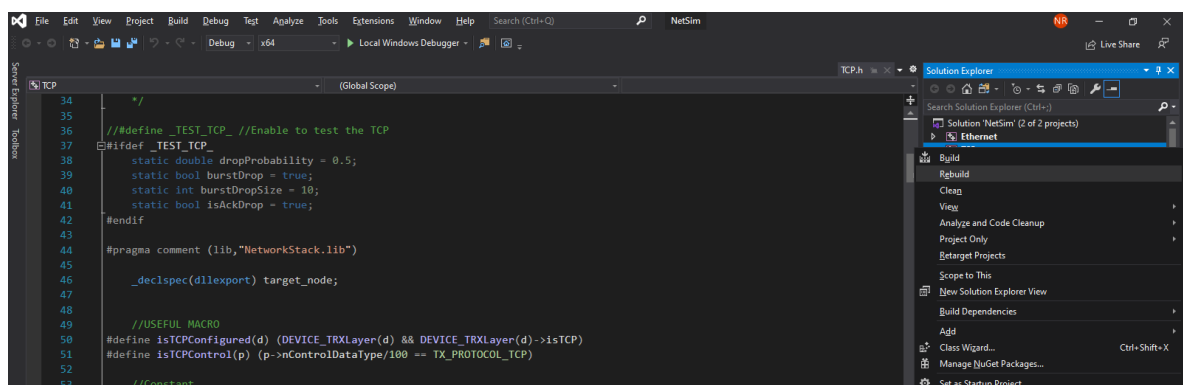 File Edit View Project Build Debug Test Analyze Tools Extensions Window Help Search (Ctrl+Q) NetSim NR
Debug x64 Local Windows Debugger Live Share
Server Explorer
Toolbox
TCP.h
TCP (Global Scope)
34 */
35
36 //#define _TEST_TCP_ //Enable to test the TCP
37 #ifdef _TEST_TCP_
38 static double dropProbability = 0.5;
39 static bool burstDrop = true;
40 static int burstDropSize = 10;
41 static bool isAckDrop = true;
42 #endif
43
44 #pragma comment (lib,"NetworkStack.lib")
45
46 _declspec(dllexport) target_node;
47
48
49 //USEFUL MACRO
50 #define isTCPConfigured(d) (DEVICE_TRXLayer(d) && DEVICE_TRXLayer(d)->isTCP)
51 #define isTCPControl(p) (p->nControlDataType/100 == TX_PROTOCOL_TCP)
52
53 //Constant
Solution Explorer
Search Solution Explorer (Ctrl+;)
Solution 'NetSim' (2 of 2 projects)
Ethernet
Build
Rebuild
Clean
View
Analyze and Code Cleanup
Project Only
Retarget Projects
Scope to This
New Solution Explorer View
Build Dependencies
Add
Class Wizard... Ctrl+Shift+X
Manage NuGet Packages...
Set as Startup Project